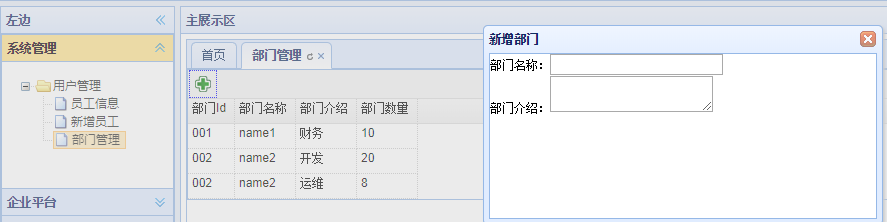 左边
系统管理
用户管理
员工信息
新增员工
部门管理
企业平台
主展示区
首页 部门管理
部门Id 部门名称 部门介绍 部门数量
001 name1 财务 10
002 name2 开发 20
002 name2 运维 8
新增部门
部门名称：
部门介绍：